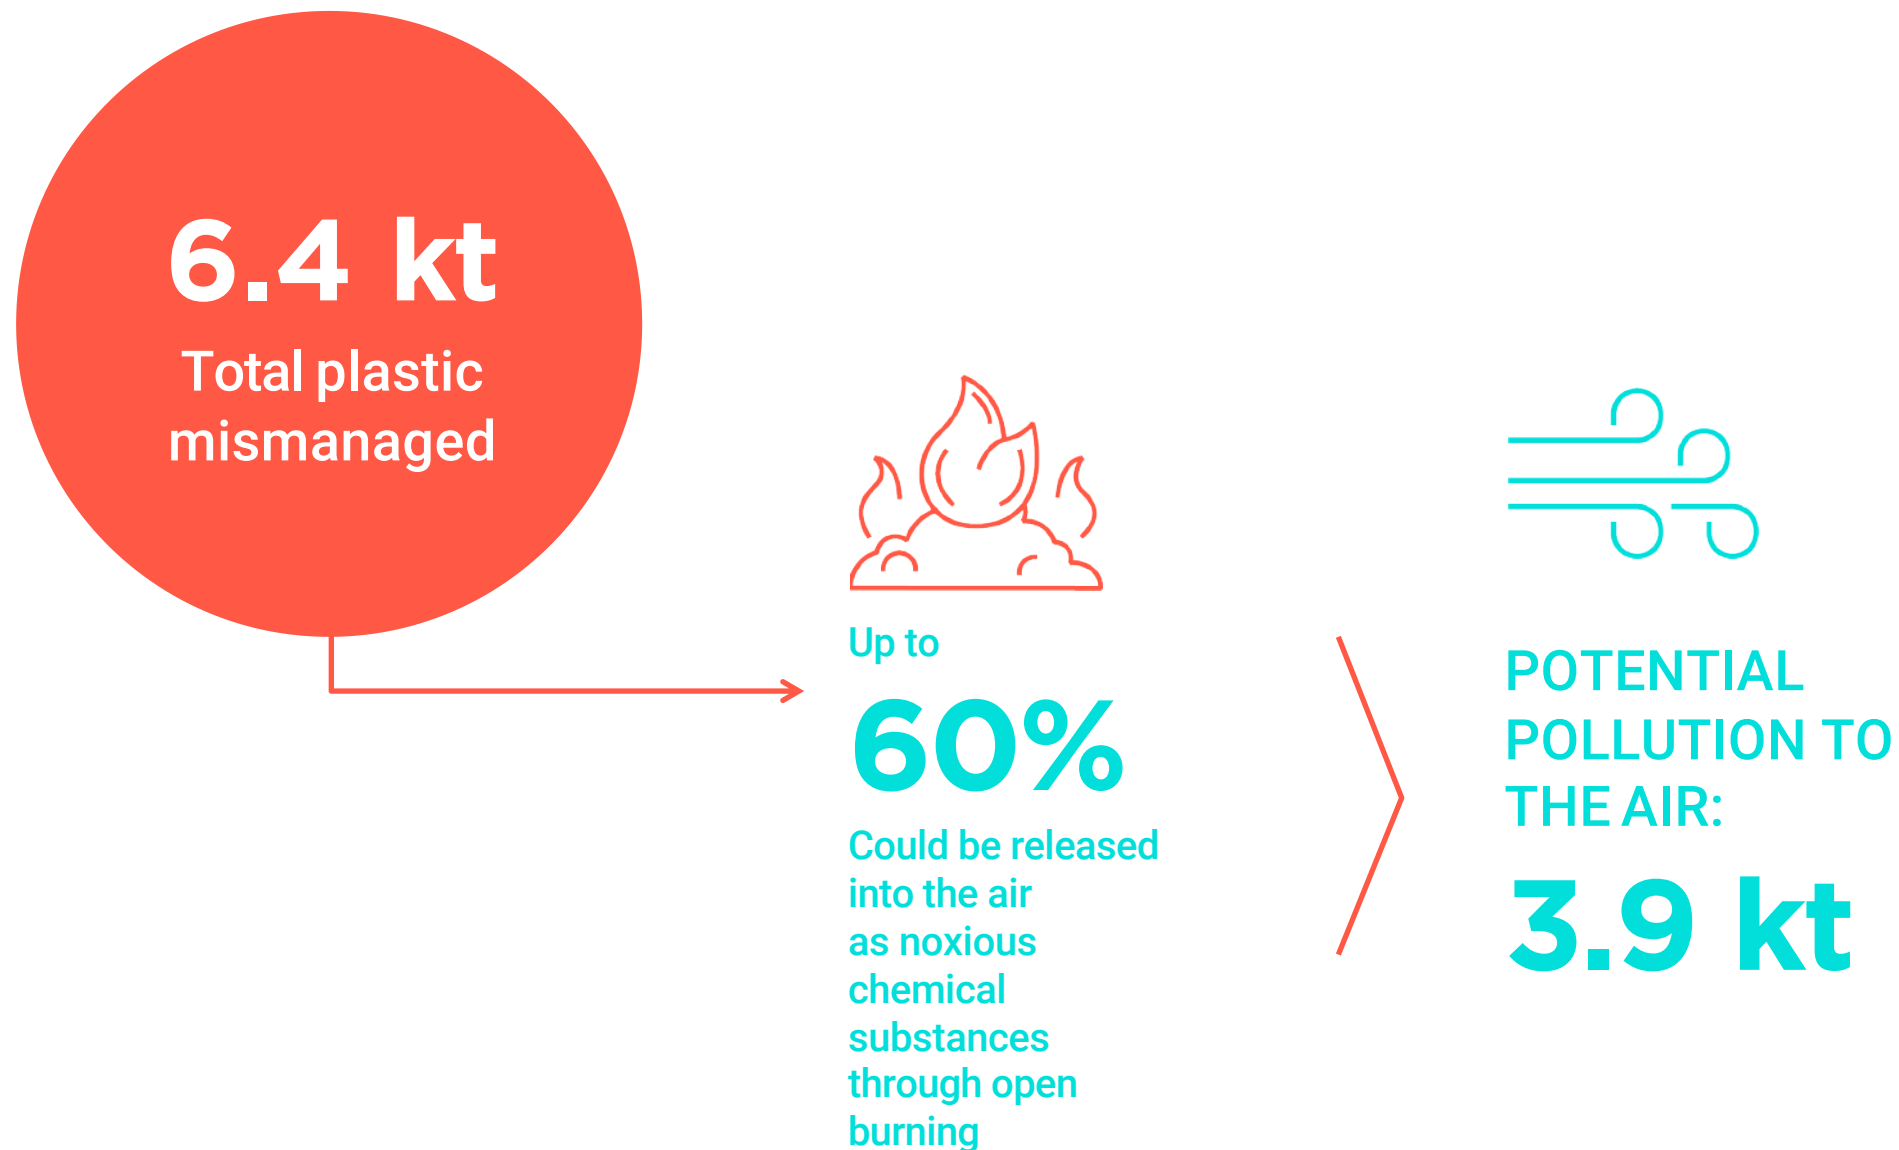 6.4 kt
Total plastic
mismanaged
Up to
60%
Could be released
into the air
as noxious
chemical
substances
through open
burning
POTENTIAL
POLLUTION TO
THE AIR:
3.9 kt